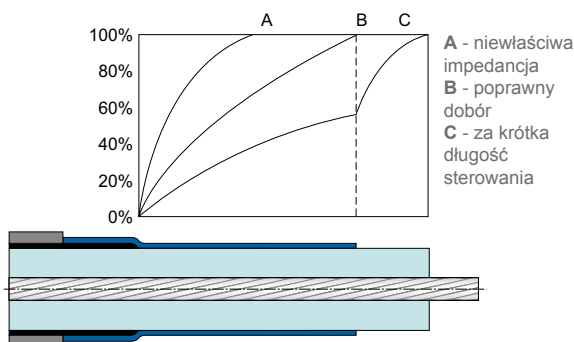 A B C
100%
80%
60%
40%
20%
0%
A - niewłaściwa
impedancja
B - poprawny
dobór
C - za krótka
długość
sterowania